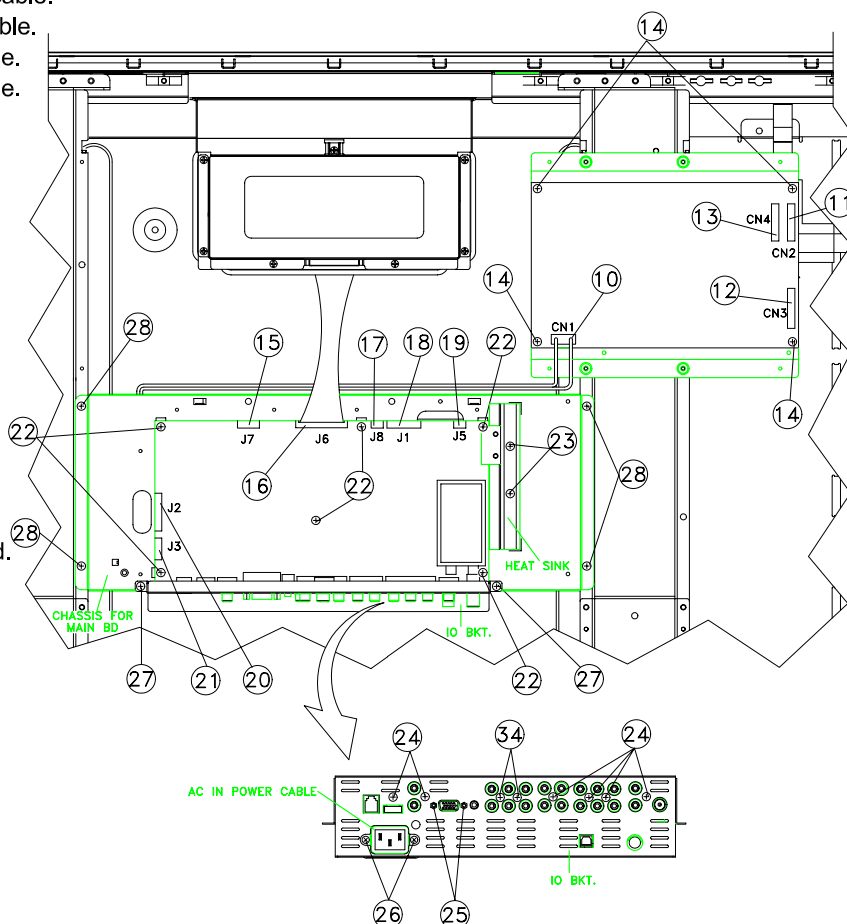 cable.
ble.
e.
e.
d.
14
13
CN4
11
CN2
12
CN3
14
10
CN1
14
28
15
17
18
19
22
22
J7
J6
J8
J1
J5
23
16
22
28
J2
J3
28
HEAT SINK
CHASSIS FOR
MAIN BD
IO BKT.
27
21
20
22
27
24
34
24
AC IN POWER CABLE
IO BKT.
26
25